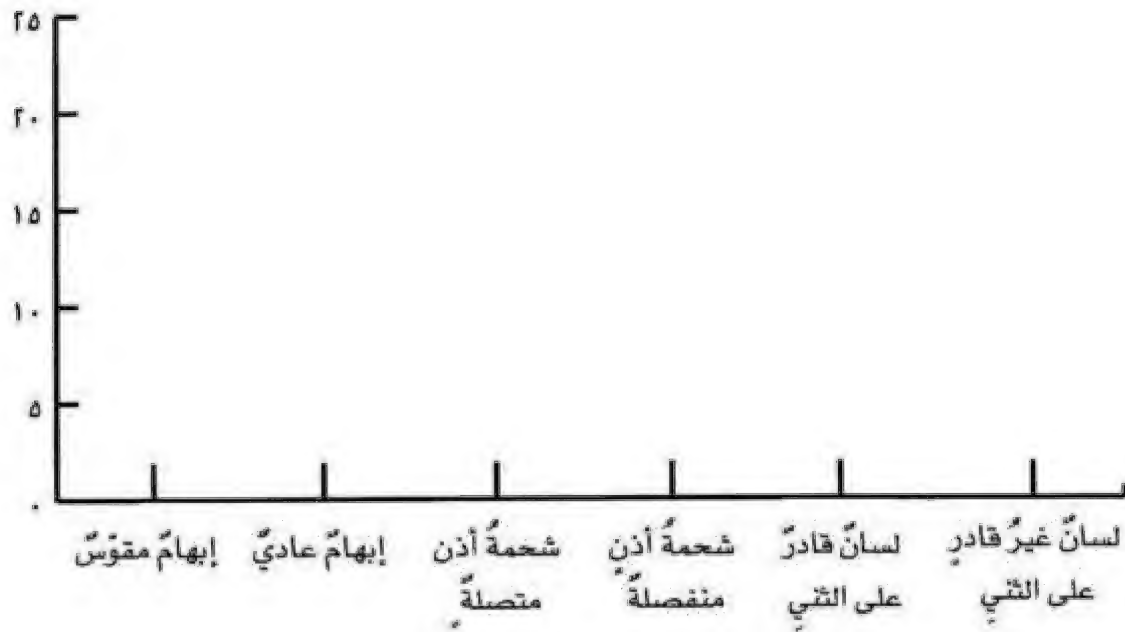 ٢٥
٢٠
١٥
١٠
٥
٠
إبهامٌ مقوّسٌ
إبهامٌ عاديٌّ
شحمةُ أذنٍ
متصلةٌ
شحمةُ أذنٍ
منفصلةٌ
لسانٌ قادرٌ
على الثنيِ
لسانٌ غيرُ قادرٍ
على الثنيِ